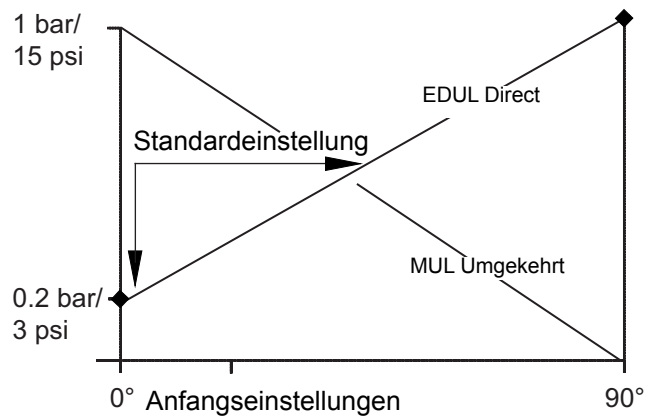 1 bar/
15 psi
EDUL Direct
Standardeinstellung
MUL Umgekehrt
0.2 bar/
3 psi
0° Anfangseinstellungen 90°